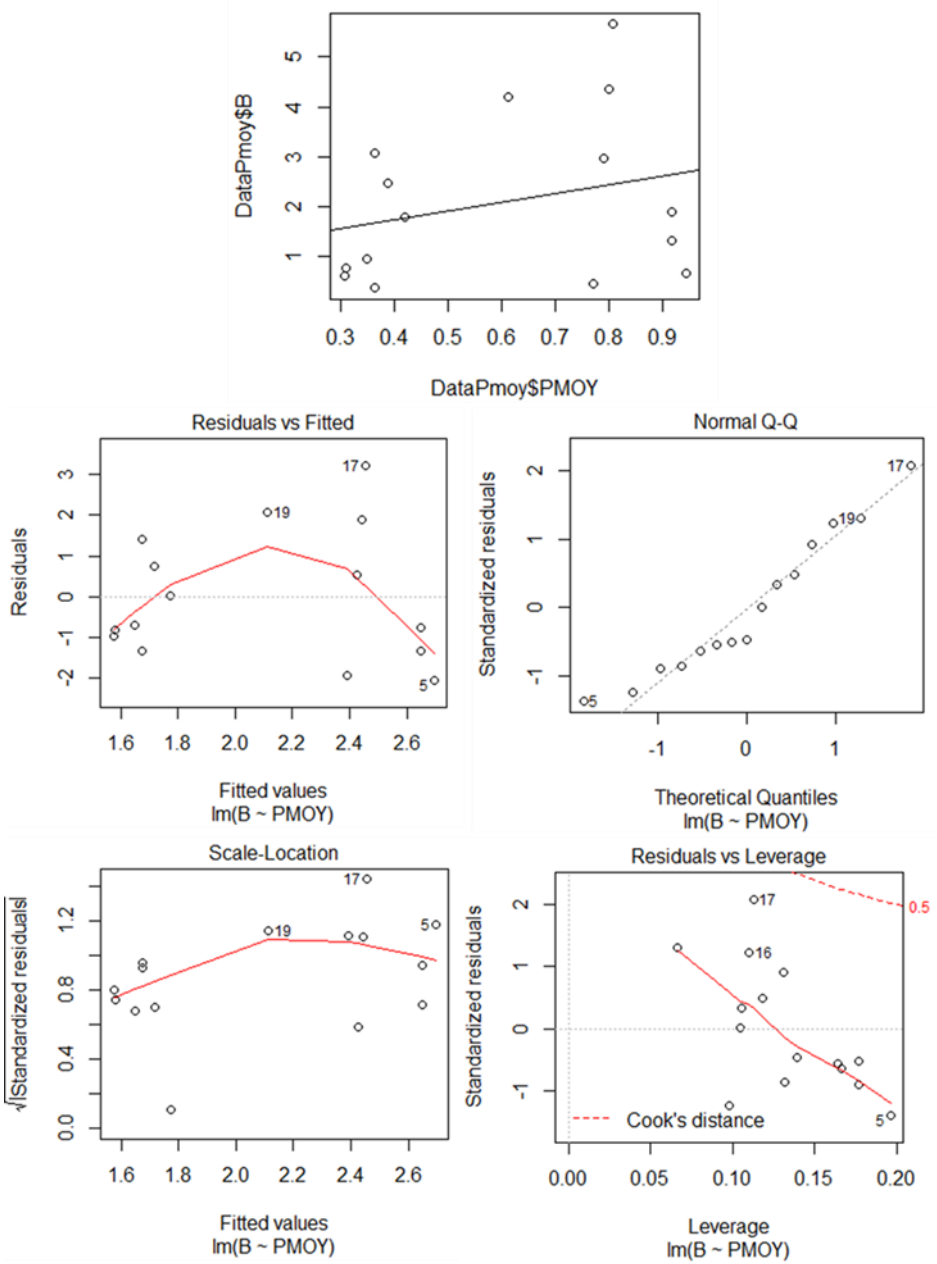 DataPmoy$B
5
4
3
2
1
0.3 0.4 0.5 0.6 0.7 0.8 0.9
DataPmoy$PMOY
Residuals vs Fitted
Residuals
3
2
1
0
-1
-2
17
19
5
1.6 1.8 2.0 2.2 2.4 2.6
Fitted values
lm(B ~ PMOY)
Normal Q-Q
Standardized residuals
2
1
0
-1
17
19
5
-1 0 1
Theoretical Quantiles
lm(B ~ PMOY)
Scale-Location
√|Standardized residuals|
1.2
0.8
0.4
0.0
17
19
5
1.6 1.8 2.0 2.2 2.4 2.6
Fitted values
lm(B ~ PMOY)
Residuals vs Leverage
Standardized residuals
2
1
0
-1
17
16
5
0.5
Cook's distance
0.00 0.05 0.10 0.15 0.20
Leverage
lm(B ~ PMOY)